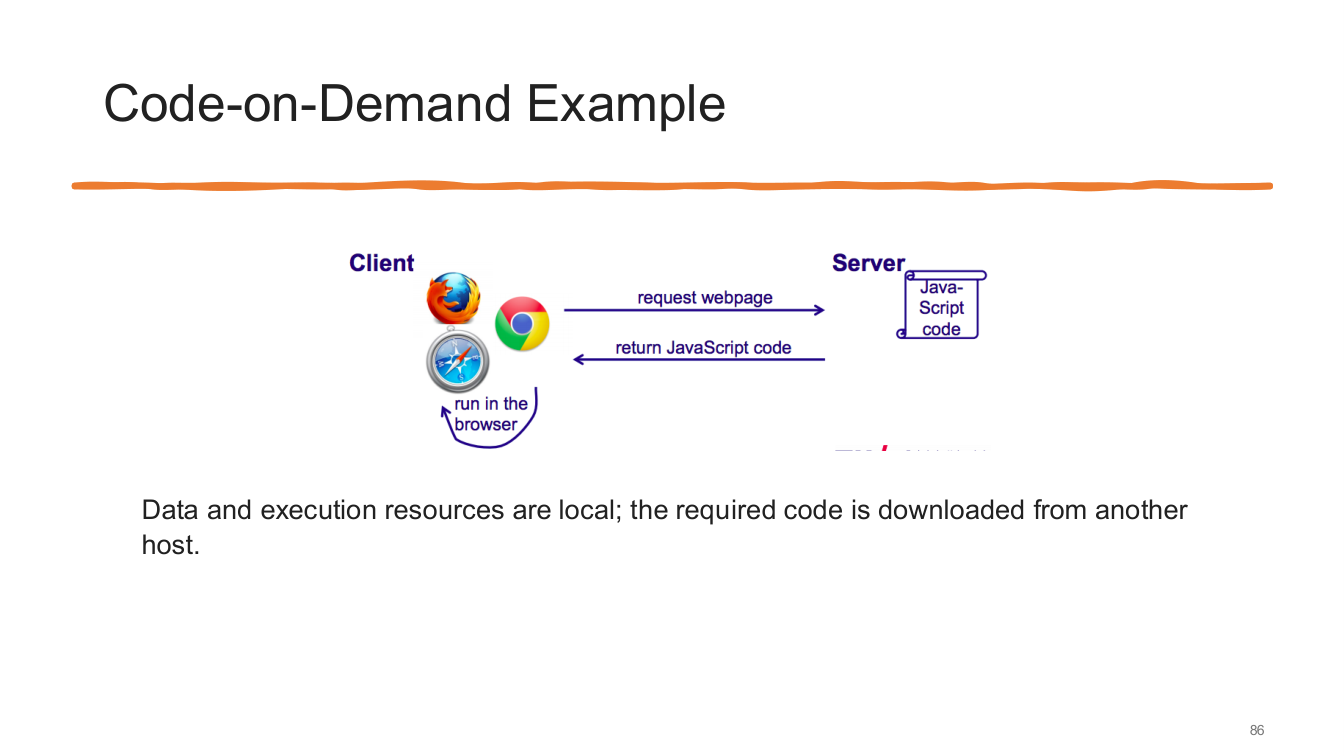 Code-on-Demand Example
Client
Server
request webpage
Java-
Script
code
return JavaScript code
run in the
browser
Data and execution resources are local; the required code is downloaded from another
host.
86